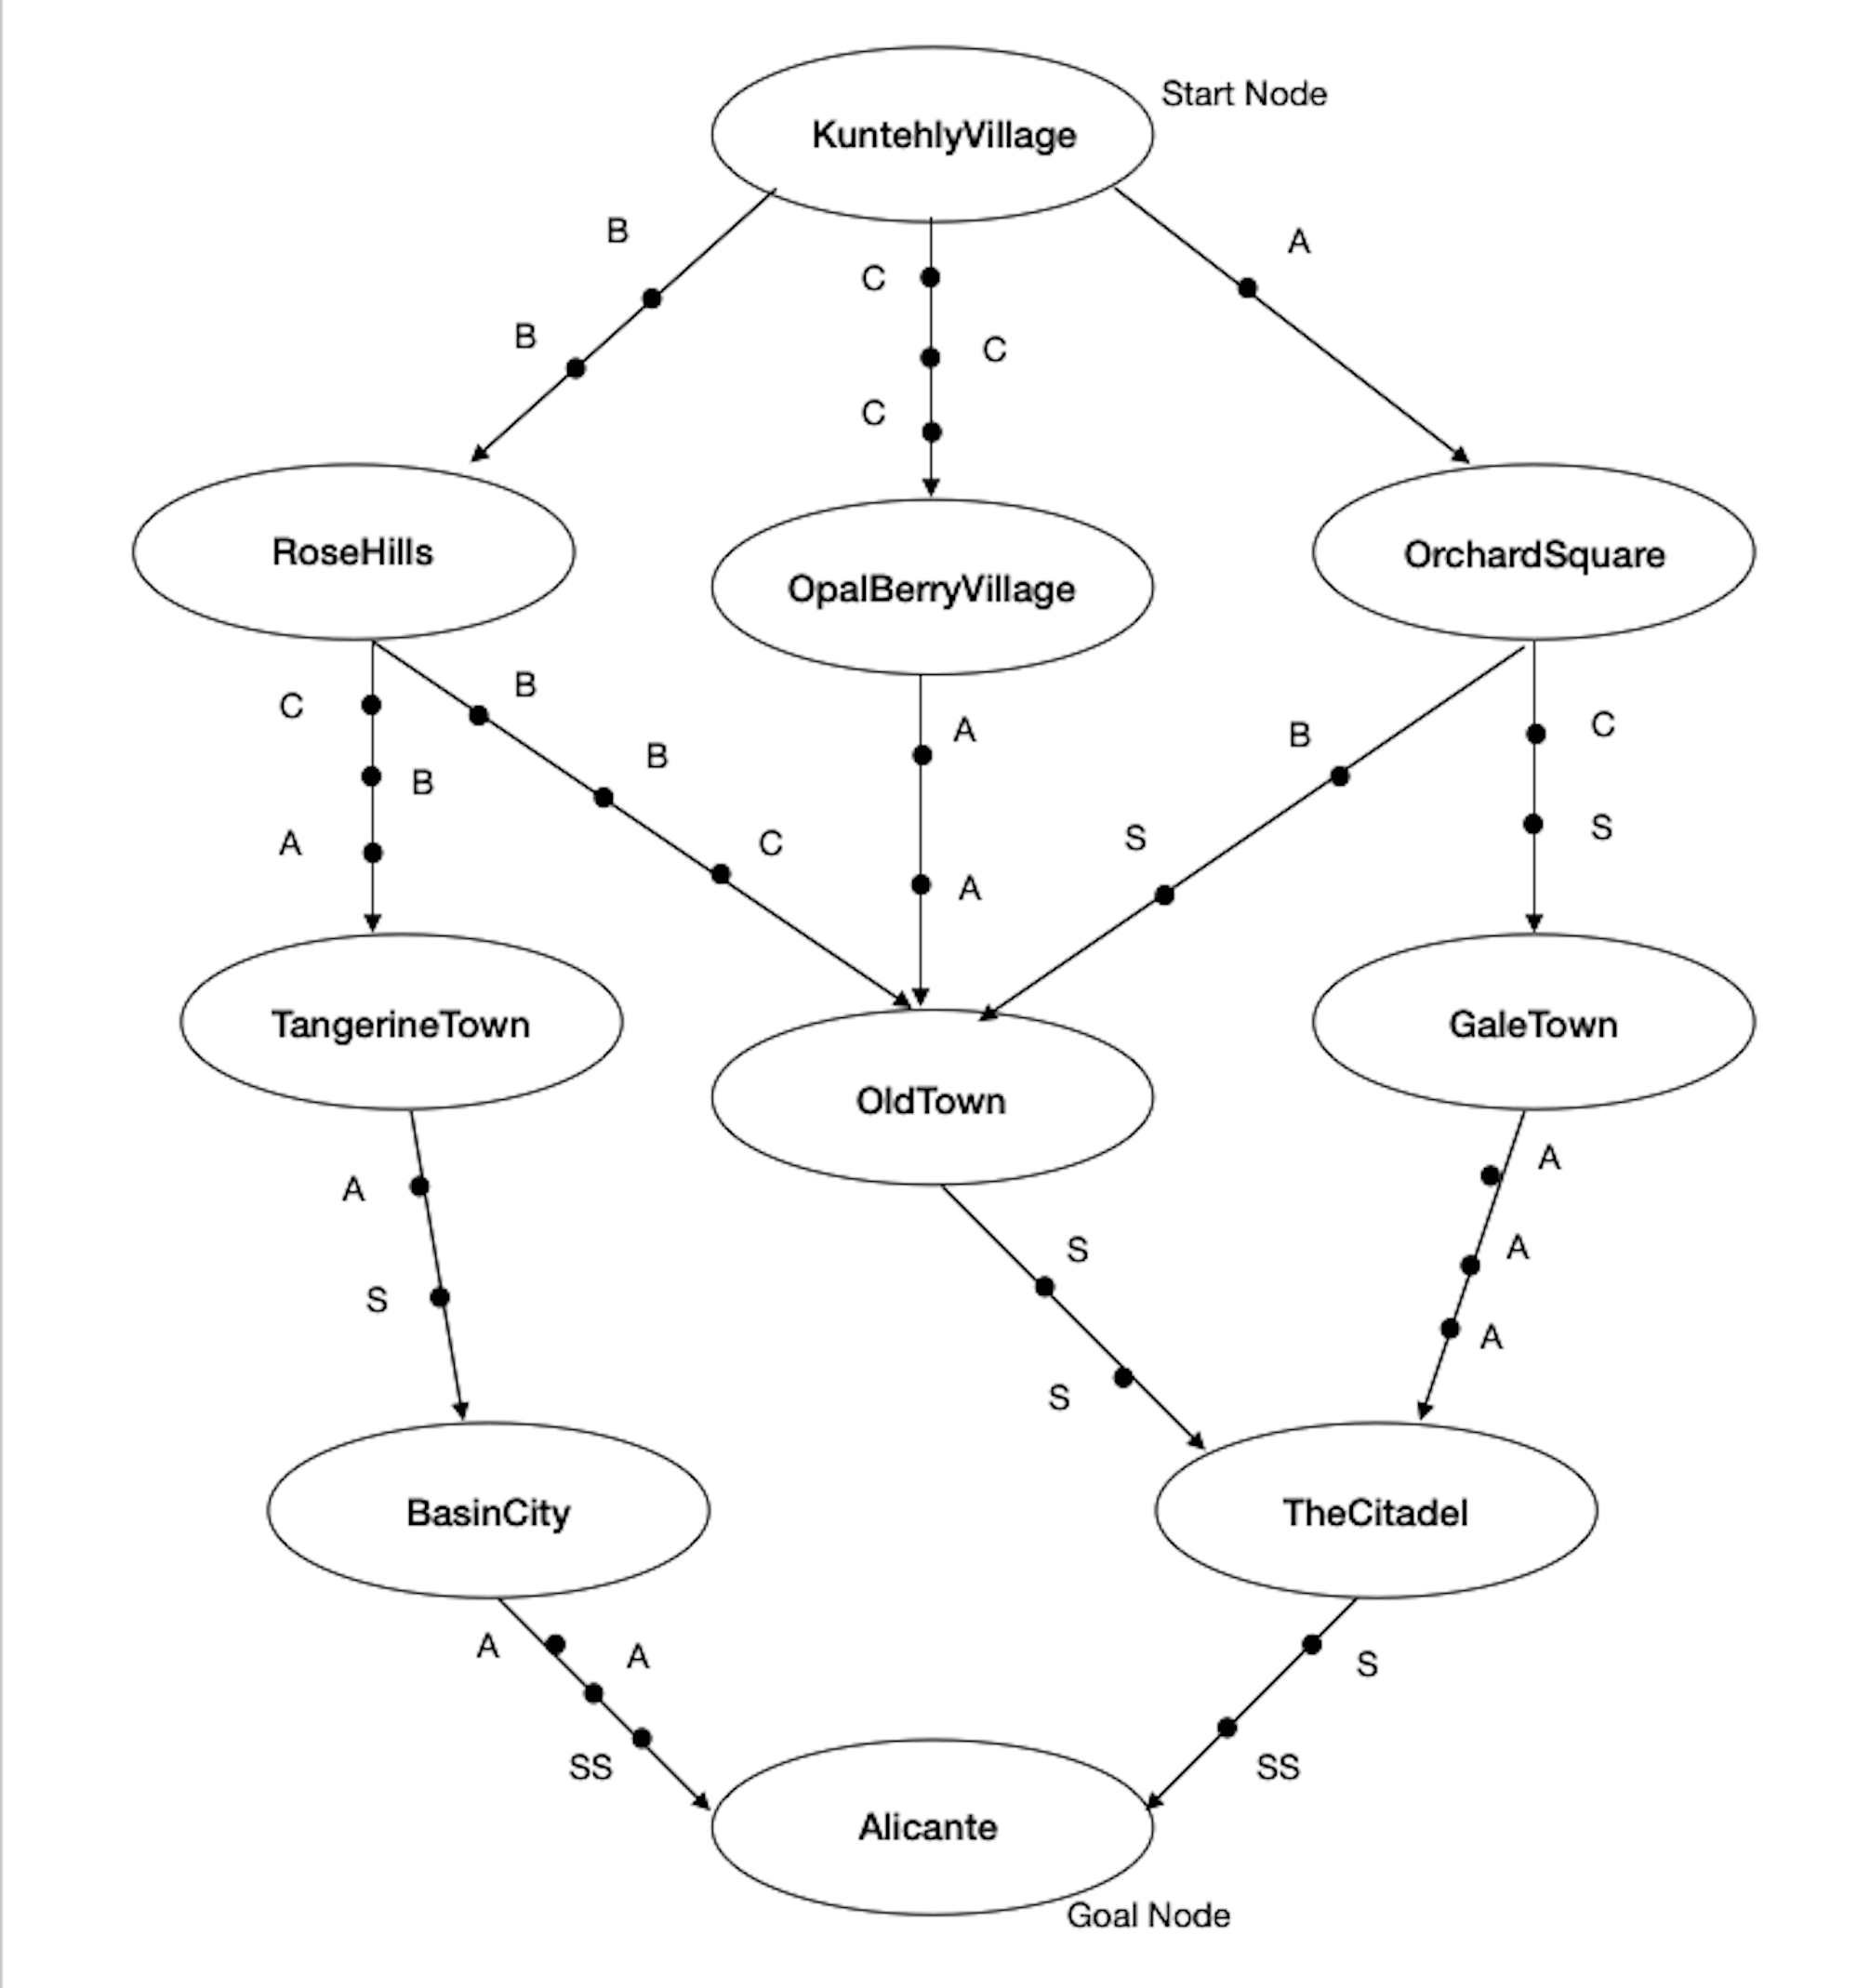 Start Node
KuntehlyVillage
B
A
C
B
C
C
RoseHills
OpalBerryVillage
OrchardSquare
B
C
A
C
B
B
B
A
C
S
S
A
TangerineTown
GaleTown
OldTown
A
A
S
A
S
A
S
BasinCity
TheCitadel
A
A
S
SS
SS
Alicante
Goal Node